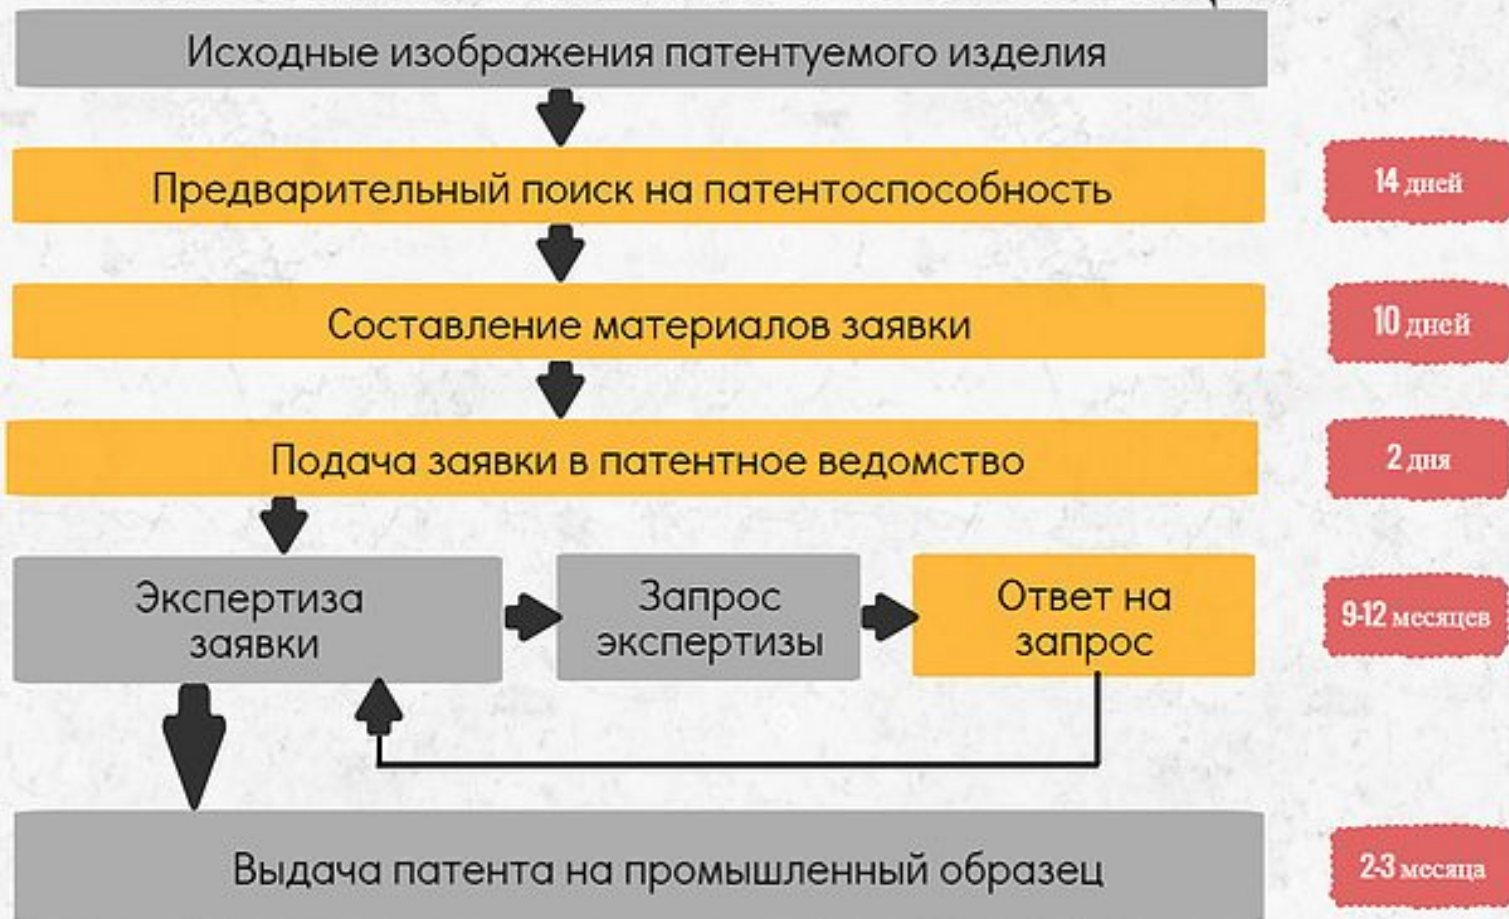 Исходные изображения патентуемого изделия
Предварительный поиск на патентоспособность
14 дней
Составление материалов заявки
10 дней
Подача заявки в патентное ведомство
2 дня
Экспертиза
заявки
Запрос
экспертизы
Ответ на
запрос
9-12 месяцев
Выдача патента на промышленный образец
2-3 месяца